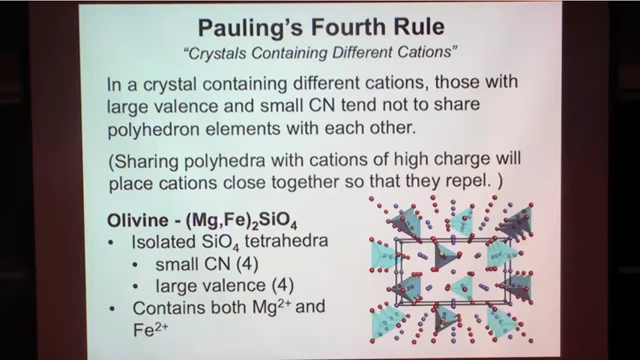 Pauling's Fourth Rule
"Crystals Containing Different Cations"
In a crystal containing different cations, those with
large valence and small CN tend not to share
polyhedron elements with each other.
(Sharing polyhedra with cations of high charge will
place cations close together so that they repel. )
Olivine - (Mg,Fe)₂SiO₄
• Isolated SiO₄ tetrahedra
• small CN (4)
• large valence (4)
• Contains both Mg²⁺ and
Fe²⁺